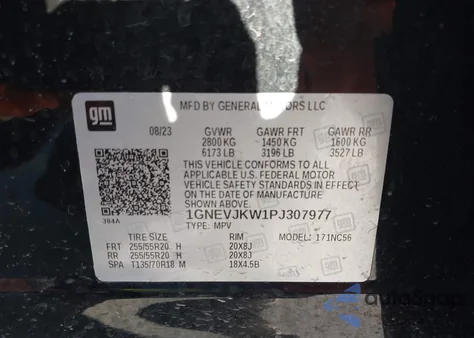 gm
MFD BY GENERAL MOTORS LLC
08/23 GVWR GAWR FRT GAWR RR
2800 KG 1450 KG 1600 KG
6173 LB 3196 LB 3527 LB
THIS VEHICLE CONFORMS TO ALL
APPLICABLE U.S. FEDERAL MOTOR
VEHICLE SAFETY STANDARDS IN EFFECT
ON THE DATE OF MANUFACTURE
SHOWN ABOVE.
384A 1GNEVJKW1PJ307977
TYPE: MPV
TIRE SIZE RIM MODEL: 1NC56
FRT 255/55R20 H 20X8J
RR 255/55R20 H 20X8J
SPA T135/70R18 M 18X4.5B
autosnap